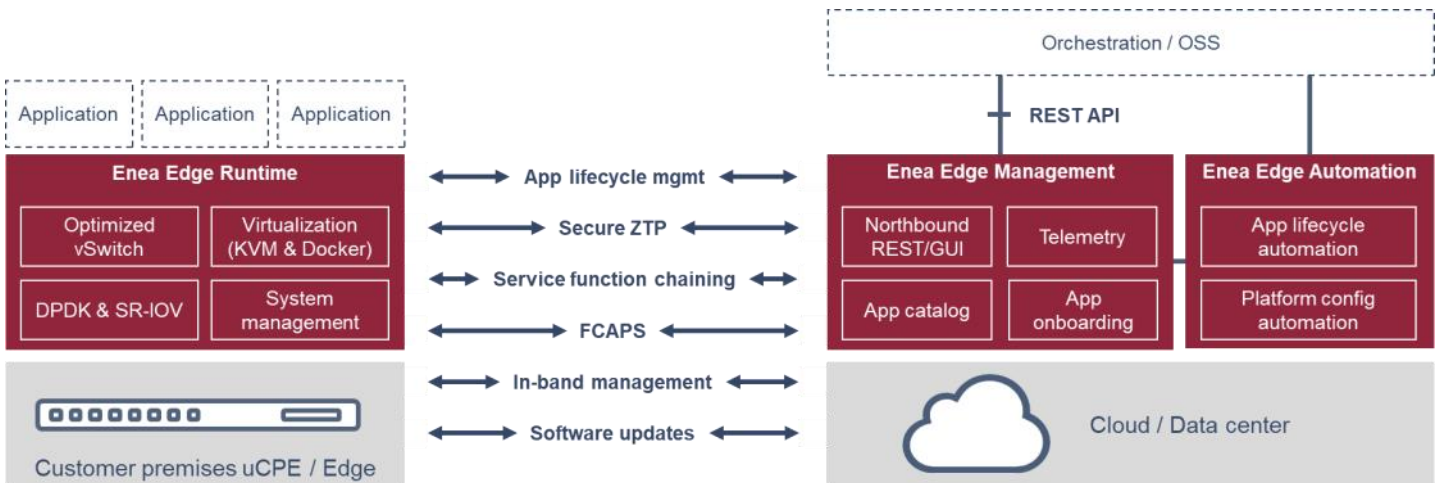 Orchestration / OSS
REST API
Application
Application
Application
Enea Edge Runtime
Optimized
vSwitch
Virtualization
(KVM & Docker)
DPDK & SR-IOV
System
management
Customer premises uCPE / Edge
App lifecycle mgmt
Secure ZTP
Service function chaining
FCAPS
In-band management
Software updates
Enea Edge Management
Northbound
REST/GUI
Telemetry
App catalog
App
onboarding
Enea Edge Automation
App lifecycle
automation
Platform config
automation
Cloud / Data center